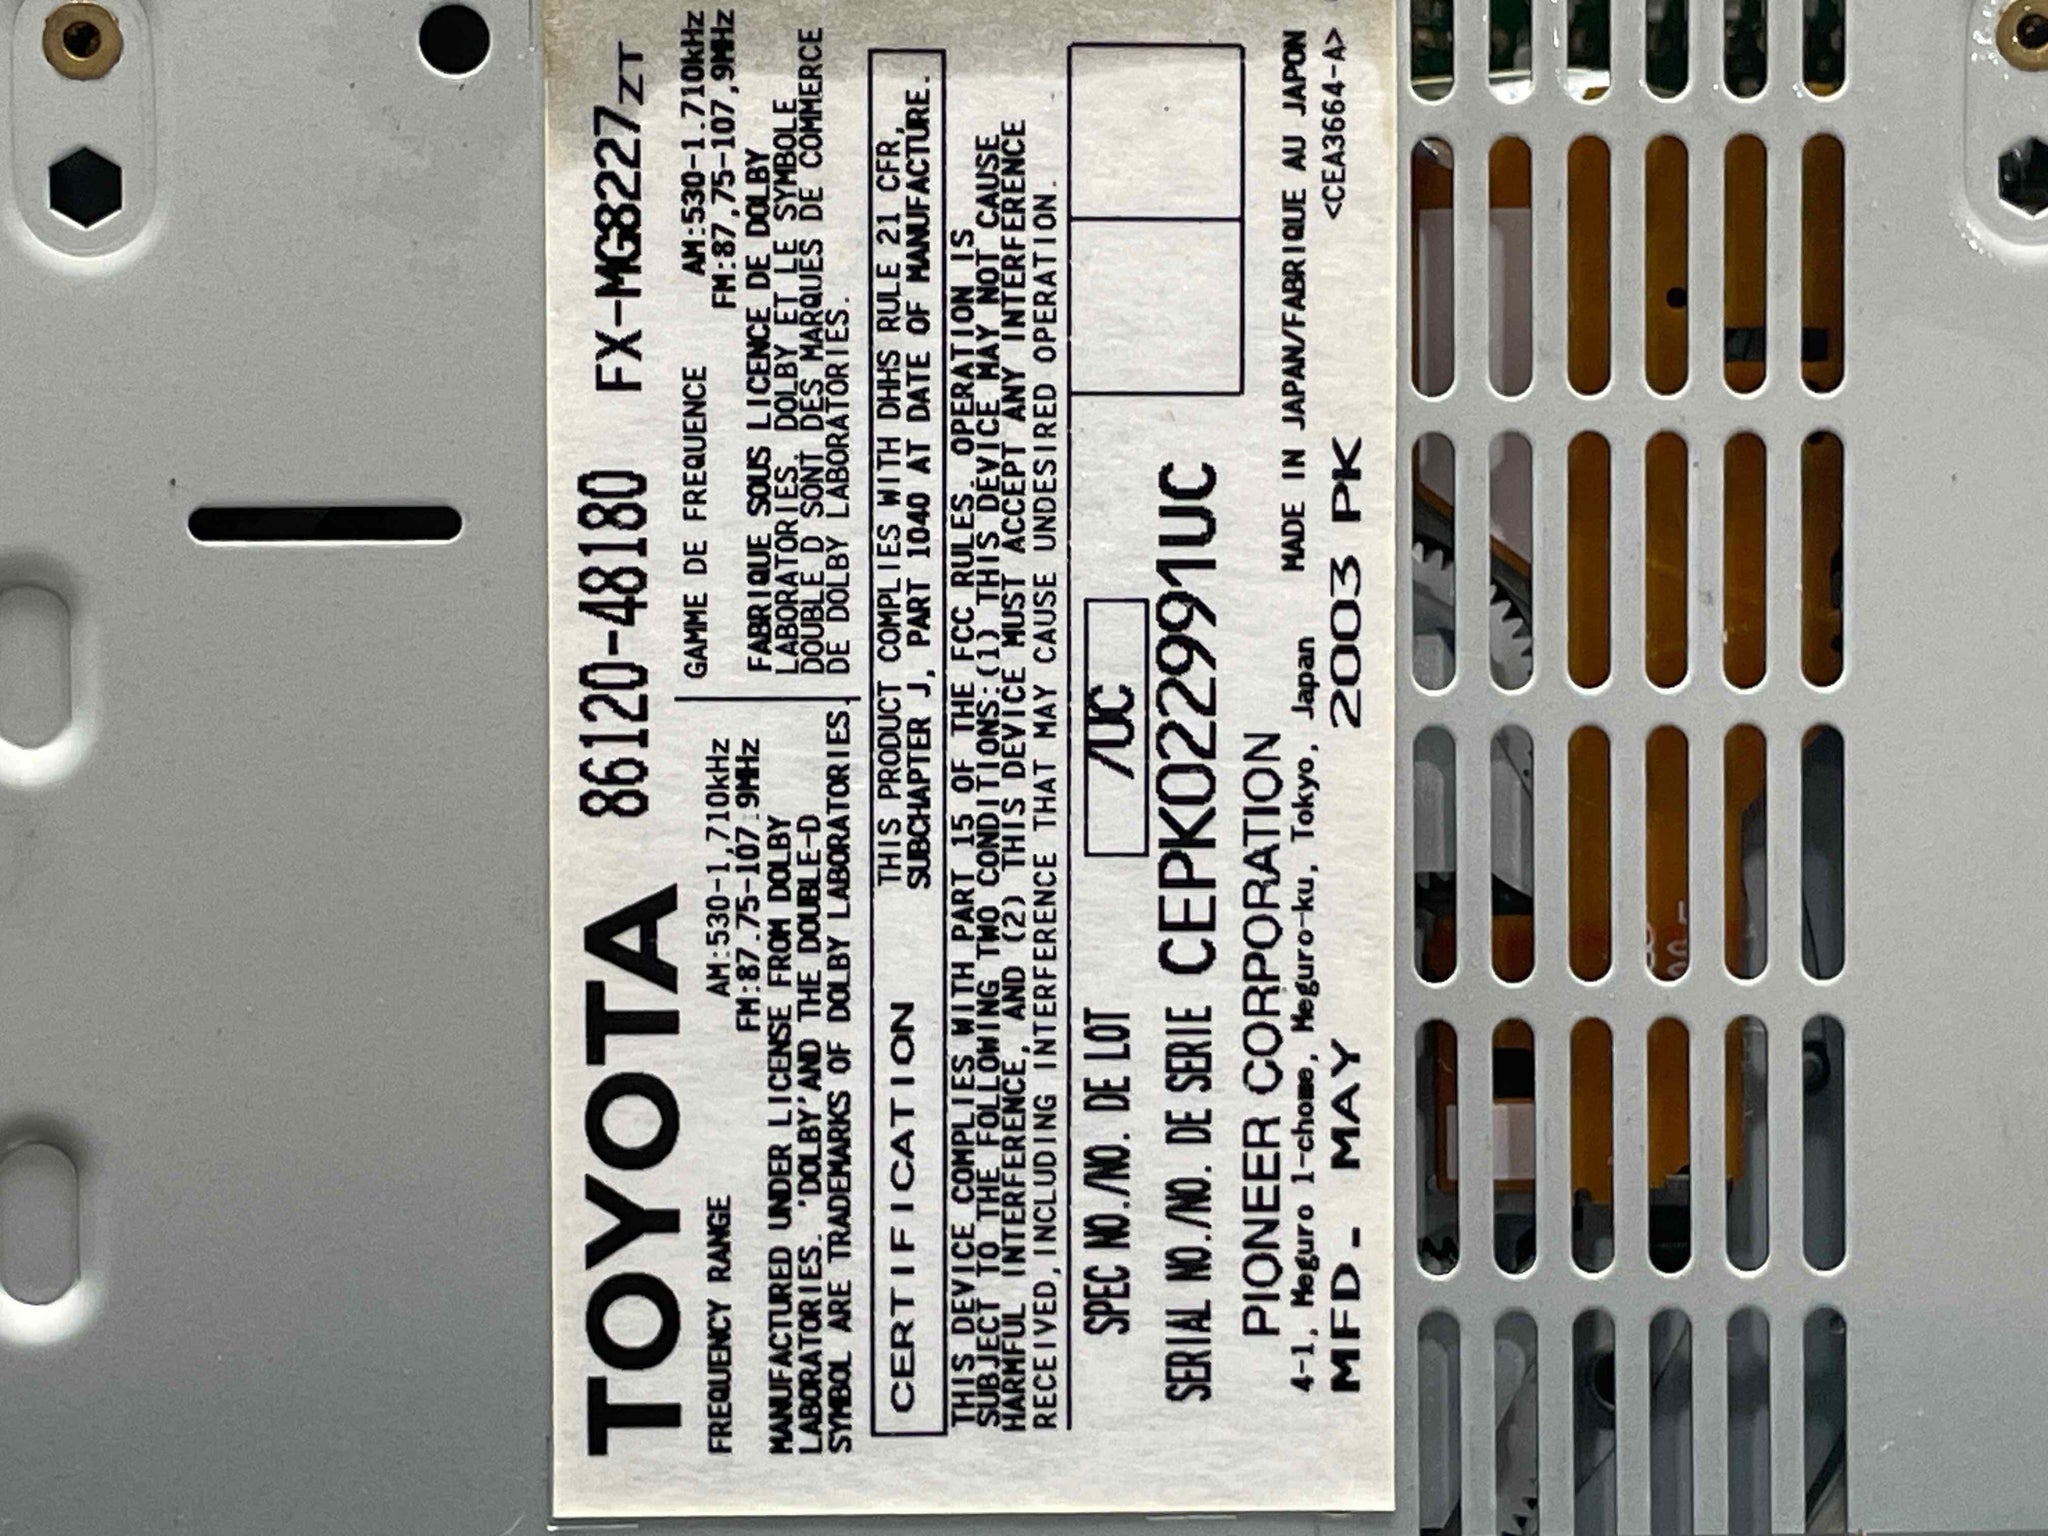 TOYOTA 86120-48180 FX-MG8227ZT
FREQUENCY RANGE AM:530-1,710kHz
FM:87.75-107.9MHz
MANUFACTURED UNDER LICENSE FROM DOLBY
LABORATORIES. 'DOLBY' AND THE DOUBLE-D
SYMBOL ARE TRADEMARKS OF DOLBY LABORATORIES.
GAMME DE FREQUENCE AM:530-1.710kHz
FM:87,75-107,9MHz
FABRIQUE SOUS LICENCE DE DOLBY
LABORATORIES. DOLBY ET LE SYMBOLE
DOUBLE D SONT DES MARQUES DE COMMERCE
DE DOLBY LABORATORIES.
CERTIFICATION
THIS PRODUCT COMPLIES WITH DHHS RULE 21 CFR,
SUBCHAPTER J, PART 1040 AT DATE OF MANUFACTURE.
THIS DEVICE COMPLIES WITH PART 15 OF THE FCC RULES. OPERATION IS
SUBJECT TO THE FOLLOWING TWO CONDITIONS:(1) THIS DEVICE MAY NOT CAUSE
HARMFUL INTERFERENCE, AND (2) THIS DEVICE MUST ACCEPT ANY INTERFERENCE
RECEIVED, INCLUDING INTERFERENCE THAT MAY CAUSE UNDESIRED OPERATION.
SPEC NO./NO. DE LOT /UC
SERIAL NO./NO. DE SERIE CEPK022991UC
PIONEER CORPORATION
4-1, Meguro 1-chome, Meguro-ku, Tokyo, Japan MADE IN JAPAN/FABRIQUE AU JAPON
MFD - MAY 2003 PK <CEA3664-A>